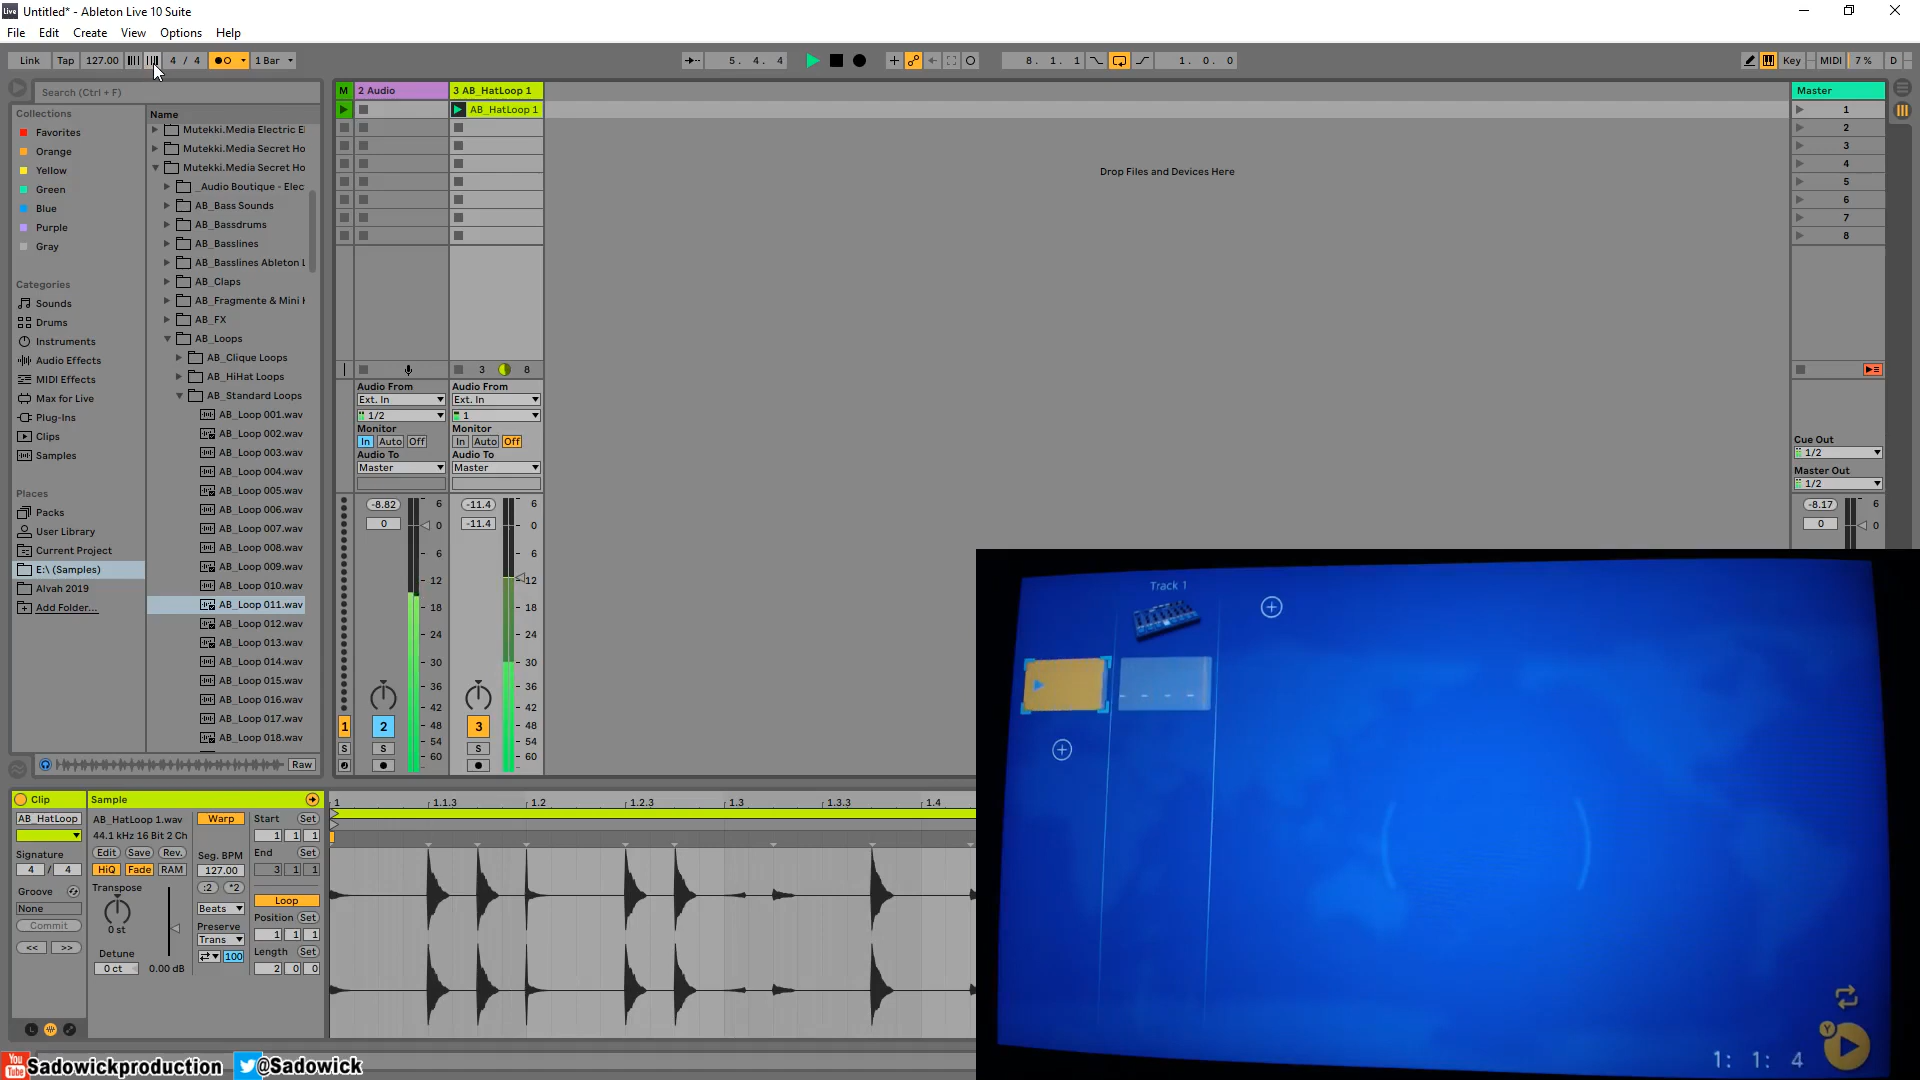 Untitled* - Ableton Live 10 Suite
File Edit Create View Options Help
Link Tap 127.00 4 / 4 1 Bar 5. 4. 4 8. 1. 1 1. 0. 0 Key MIDI 7 % D
Search (Ctrl + F)
Collections
Favorites
Orange
Yellow
Green
Blue
Purple
Gray
Categories
Sounds
Drums
Instruments
Audio Effects
MIDI Effects
Max for Live
Plug-Ins
Clips
Samples
Places
Packs
User Library
Current Project
E:\ (Samples)
Alvah 2019
Add Folder...
Name
Mutekki.Media Electric E
Mutekki.Media Secret Ho
Mutekki.Media Secret Ho
_Audio Boutique - Elec
AB_Bass Sounds
AB_Bassdrums
AB_Basslines
AB_Basslines Ableton L
AB_Claps
AB_Fragmente & Mini
AB_FX
AB_Loops
AB_Clique Loops
AB_HiHat Loops
AB_Standard Loops
AB_Loop 001.wav
AB_Loop 002.wav
AB_Loop 003.wav
AB_Loop 004.wav
AB_Loop 005.wav
AB_Loop 006.wav
AB_Loop 007.wav
AB_Loop 008.wav
AB_Loop 009.wav
AB_Loop 010.wav
AB_Loop 011.wav
AB_Loop 012.wav
AB_Loop 013.wav
AB_Loop 014.wav
AB_Loop 015.wav
AB_Loop 016.wav
AB_Loop 017.wav
AB_Loop 018.wav
Raw
M 2 Audio 3 AB_HatLoop 1
AB_HatLoop 1
3 8
Audio From Audio From
Ext. In Ext. In
1/2 1
Monitor Monitor
In Auto Off In Auto Off
Audio To Audio To
Master Master
-8.82 6 -11.4 6
0 0 -11.4 0
6 6
12 12
18 18
24 24
30 30
36 36
42 42
1 2 48 3 48
S S 54 S 54
60 60
Drop Files and Devices Here
Master
1
2
3
4
5
6
7
8
Cue Out
1/2
Master Out
1/2
-8.17 6
0 0
Clip
AB_HatLoop
Signature
4 / 4
Groove
None
Commit
<< >>
Sample
AB_HatLoop 1.wav
44.1 kHz 16 Bit 2 Ch
Edit Save Rev.
HiQ Fade RAM
Transpose
0 st
Detune
0 ct 0.00 dB
Warp
Seg. BPM
127.00
:2 *2
Beats
Preserve
Trans
100
Start Set
1 1 1
End Set
3 1 1
Loop
Position Set
1 1 1
Length Set
2 0 0
1 1.1.3 1.2 1.2.3 1.3 1.3.3 1.4
Track 1
Y
1: 1: 4
You Tube Sadowickproduction @Sadowick